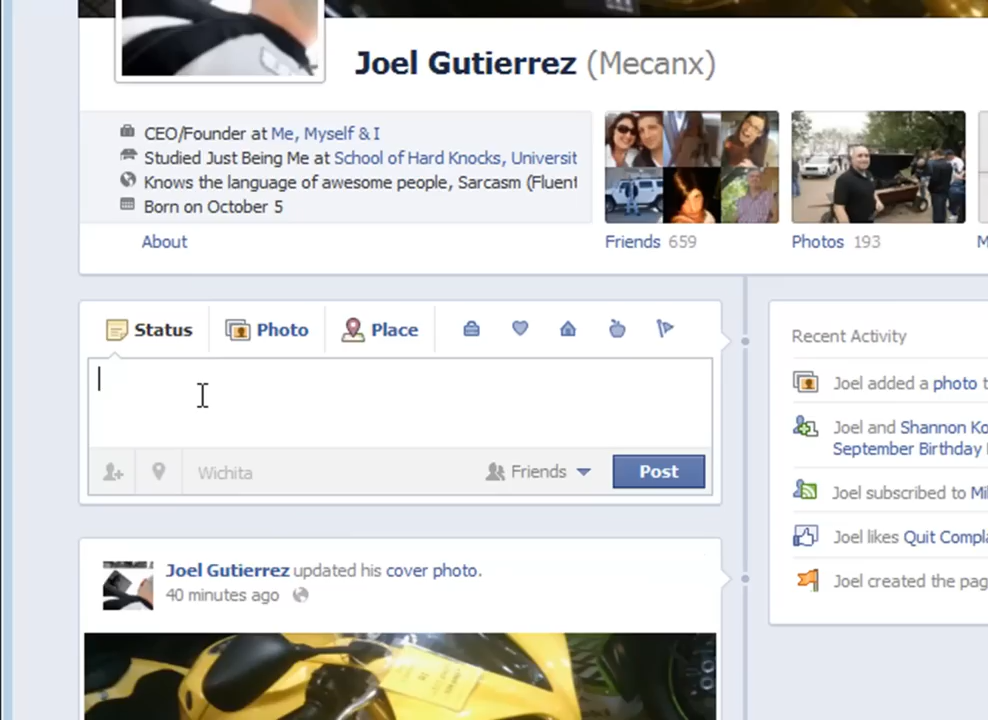 Joel Gutierrez (Mecanx)
CEO/Founder at Me, Myself & I
Studied Just Being Me at School of Hard Knocks, Universit
Knows the language of awesome people, Sarcasm (Fluent
Born on October 5
About
Friends 659
Photos 193
M
Status
Photo
Place
Wichita
Friends
Post
Recent Activity
Joel added a photo t
Joel and Shannon Ko
September Birthday
Joel subscribed to Mi
Joel likes Quit Compla
Joel created the pag
Joel Gutierrez updated his cover photo.
40 minutes ago